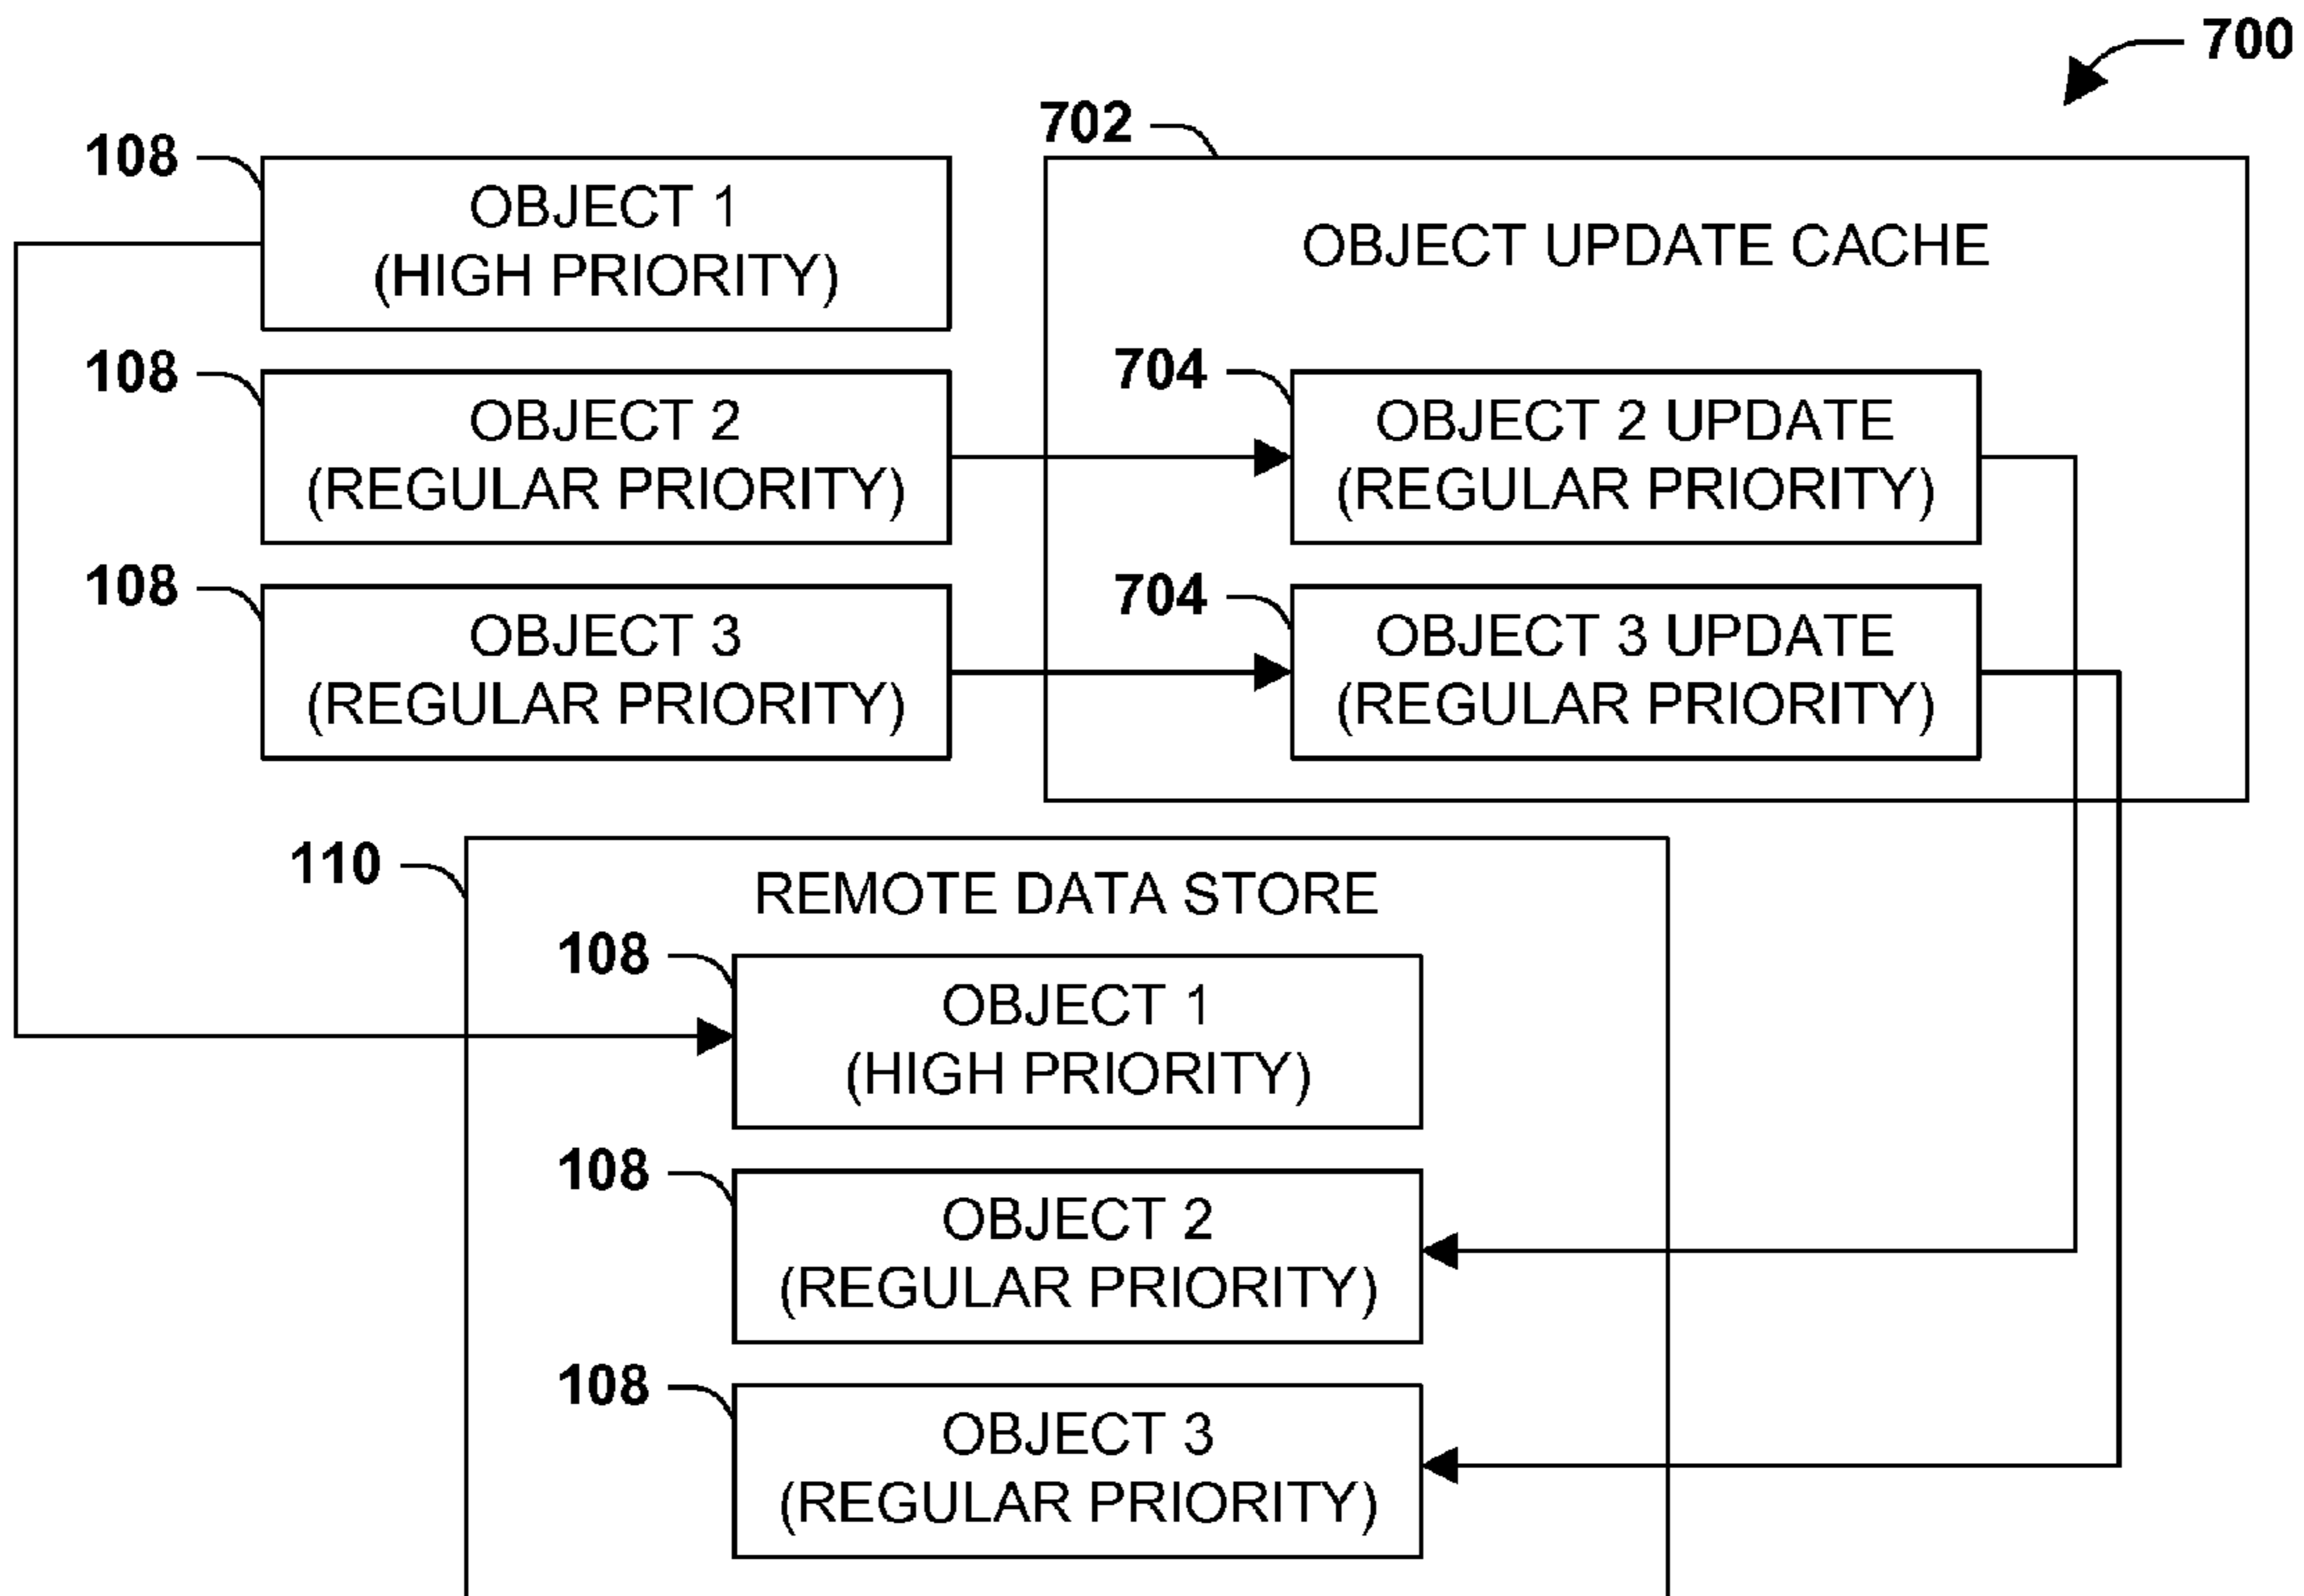 700
702
108
OBJECT 1
(HIGH PRIORITY)
OBJECT UPDATE CACHE
108
OBJECT 2
(REGULAR PRIORITY)
704
OBJECT 2 UPDATE
(REGULAR PRIORITY)
108
OBJECT 3
(REGULAR PRIORITY)
704
OBJECT 3 UPDATE
(REGULAR PRIORITY)
110
REMOTE DATA STORE
108
OBJECT 1
(HIGH PRIORITY)
108
OBJECT 2
(REGULAR PRIORITY)
108
OBJECT 3
(REGULAR PRIORITY)